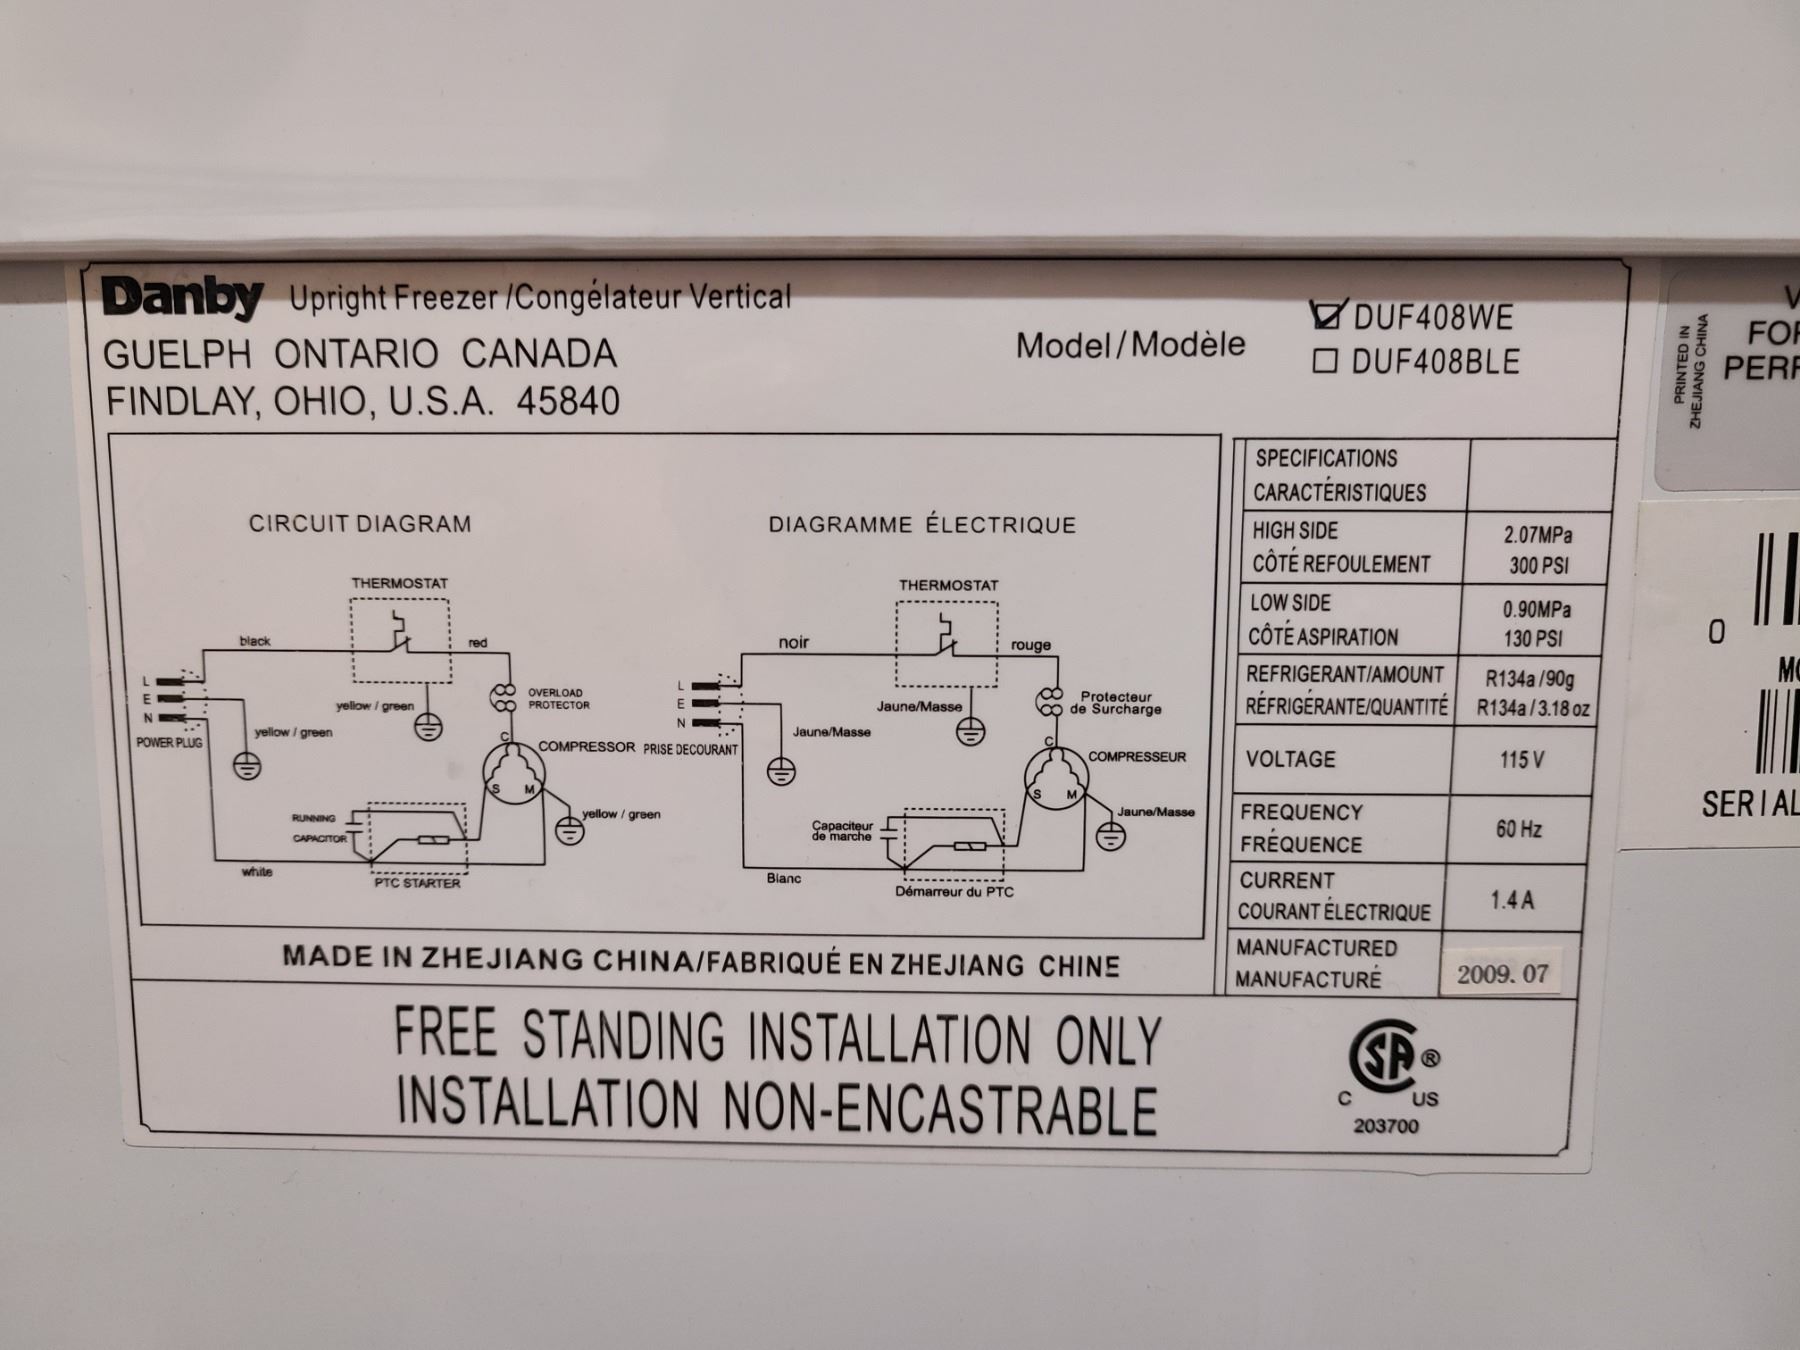 Danby Upright Freezer/Congélateur Vertical
GUELPH ONTARIO CANADA
FINDLAY, OHIO, U.S.A. 45840
Model/Modèle
DUF408WE
DUF408BLE
CIRCUIT DIAGRAM
THERMOSTAT
black
red
L
E
N
POWER PLUG
yellow / green
yellow / green
OVERLOAD
PROTECTOR
C
COMPRESSOR
S M
yellow / green
RUNNING
CAPACITOR
white
PTC STARTER
DIAGRAMME ÉLECTRIQUE
THERMOSTAT
noir
rouge
L
E
N
PRISE DECOURANT
Jaune/Masse
Jaune/Masse
Protecteur
de Surcharge
C
COMPRESSEUR
S M
Jaune/Masse
Capaciteur
de marche
Blanc
Démarreur du PTC
SPECIFICATIONS
CARACTÉRISTIQUES
HIGH SIDE 2.07MPa
CÔTÉ REFOULEMENT 300 PSI
LOW SIDE 0.90MPa
CÔTÉ ASPIRATION 130 PSI
REFRIGERANT/AMOUNT R134a/90g
RÉFRIGÉRANTE/QUANTITÉ R134a/3.18 oz
VOLTAGE 115 V
FREQUENCY
FRÉQUENCE
60 Hz
CURRENT
COURANT ÉLECTRIQUE
1.4 A
MANUFACTURED
MANUFACTURÉ
2009. 07
MADE IN ZHEJIANG CHINA/FABRIQUÉ EN ZHEJIANG CHINE
FREE STANDING INSTALLATION ONLY
INSTALLATION NON-ENCASTRABLE
SA ®
C US
203700
PRINTED IN
ZHEJIANG CHINA
0
SERIAL